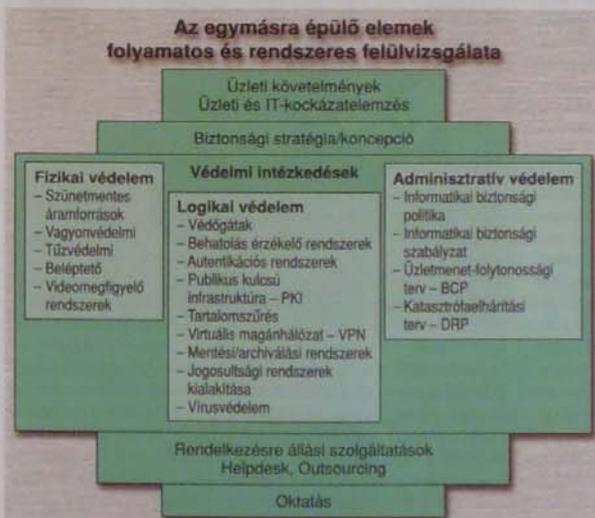 Az egymásra épülő elemek
folyamatos és rendszeres felülvizsgálata
Üzleti követelmények
Üzleti és IT-kockázatelemzés
Biztonsági stratégia/koncepció
Védelmi intézkedések
Fizikai védelem
– Szünetmentes
áramforrások
– Vagyonvédelmi
– Tűzvédelmi
– Beléptető
– Videomegfigyelő
rendszerek
Logikai védelem
– Védőgátak
– Behatolás érzékelő rendszerek
– Autentikációs rendszerek
– Publikus kulcsú
infrastruktúra – PKI
– Tartalomszűrés
– Virtuális magánhálózat – VPN
– Mentési/archiválási rendszerek
– Jogosultsági rendszerek
kialakítása
– Vírusvédelem
Adminisztratív védelem
– Informatikai biztonsági
politika
– Informatikai biztonsági
szabályzat
– Üzletmenet-folytonossági
terv – BCP
– Katasztrófaelhárítási
terv – DRP
Rendelkezésre állási szolgáltatások
Helpdesk, Outsourcing
Oktatás